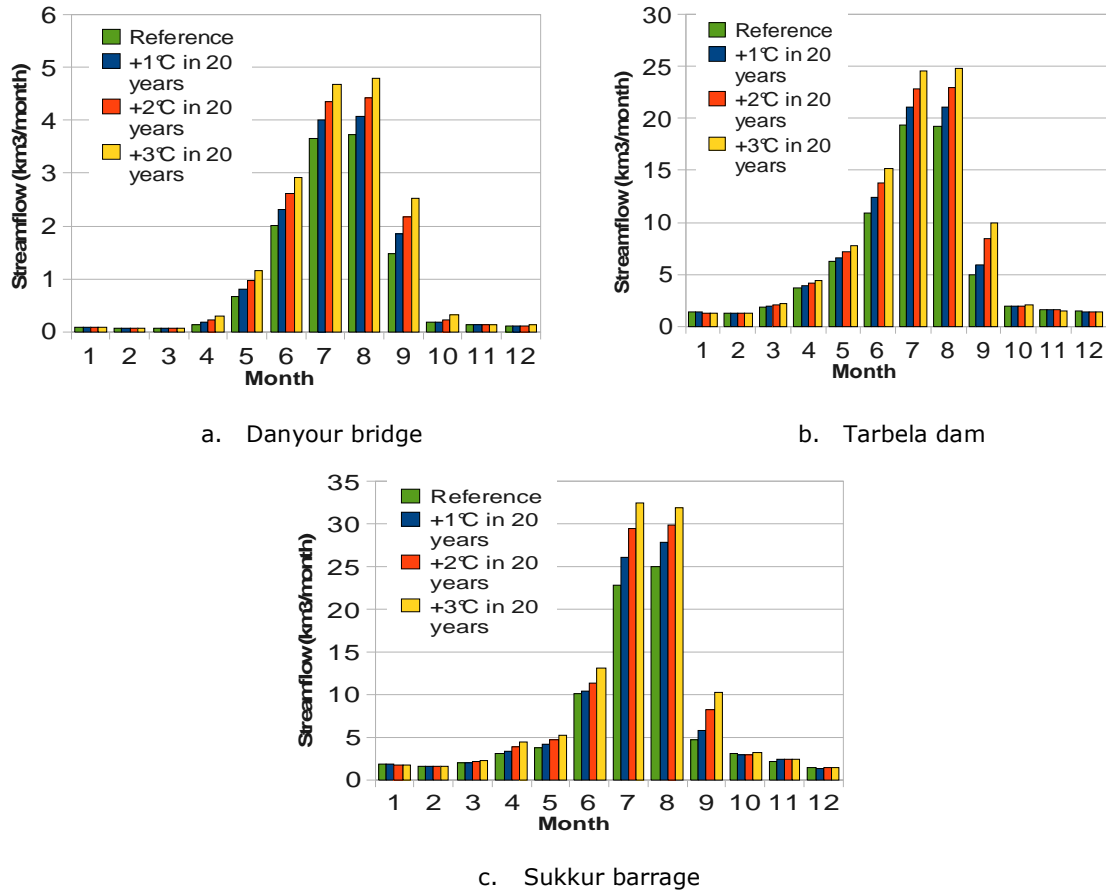 6
5
4
3
2
1
0
Streamflow (km3/month)
Reference
+1°C in 20
years
+2°C in 20
years
+3°C in 20
years
1 2 3 4 5 6 7 8 9 10 11 12
Month
a. Danyour bridge
30
25
20
15
10
5
0
Streamflow (km3/month)
Reference
+1°C in 20
years
+2°C in 20
years
+3°C in 20
years
1 2 3 4 5 6 7 8 9 10 11 12
Month
b. Tarbela dam
35
30
25
20
15
10
5
0
Streamflow (km3/month)
Reference
+1°C in 20
years
+2°C in 20
years
+3°C in 20
years
1 2 3 4 5 6 7 8 9 10 11 12
Month
c. Sukkur barrage